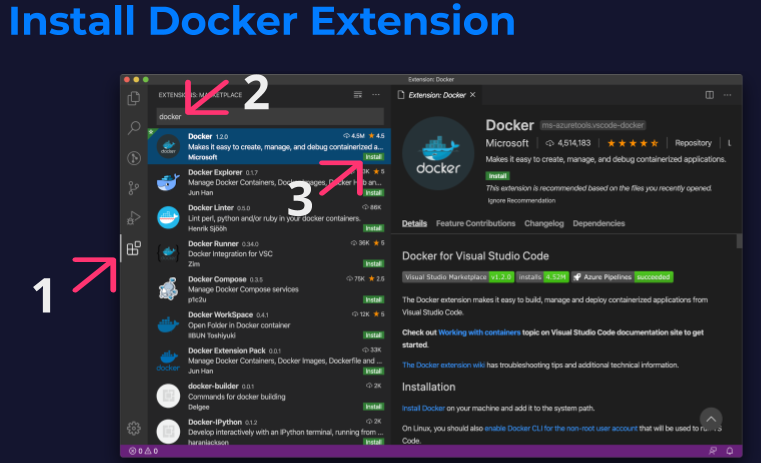 Install Docker Extension
Extension: Docker
EXTENSIONS: MARKETPLACE
2
docker
Docker 1.2.0 4.5M 4.5
Makes it easy to create, manage, and debug containerized a...
Microsoft Install
Docker Explorer 0.1.7 5
Manage Docker Containers, Docker Images, Docker Hub an...
Jun Han Install
3
Docker Linter 0.5.0 86K
Lint perl, python and/or ruby in your docker containers.
Henrik Sjööh Install
Docker Runner 0.34.0 36K 5
Docker Integration for VSC
Zim Install
1
Docker Compose 0.3.5 75K 2.5
Manage Docker Compose services
p1c2u Install
Docker WorkSpace 0.4.1 12K 5
Open Folder in Docker container
IIBUN Toshiyuki Install
Docker Extension Pack 0.0.1 33K
Manage Docker Containers, Docker Images, Dockerfile and ...
Jun Han Install
docker-builder 0.0.1 2K
Commands for docker building
Delgee Install
Docker-IPython 0.1.2 2K
Develop interactively with an IPython terminal, running from ...
haraniackson Install
0 0
Extension: Docker
docker
Docker ms-azuretools.vscode-docker
Microsoft 4,514,183 Repository L
Makes it easy to create, manage, and debug containerized applications.
Install
This extension is recommended based on the files you recently opened.
Ignore Recommendation
Details Feature Contributions Changelog Dependencies
Docker for Visual Studio Code
Visual Studio Marketplace v1.2.0 installs 4.52M Azure Pipelines succeeded
The Docker extension makes it easy to build, manage and deploy containerized applications from
Visual Studio Code.
Check out Working with containers topic on Visual Studio Code documentation site to get
started.
The Docker extension wiki has troubleshooting tips and additional technical information.
Installation
Install Docker on your machine and add it to the system path.
On Linux, you should also enable Docker CLI for the non-root user account that will be used to run VS
Code.